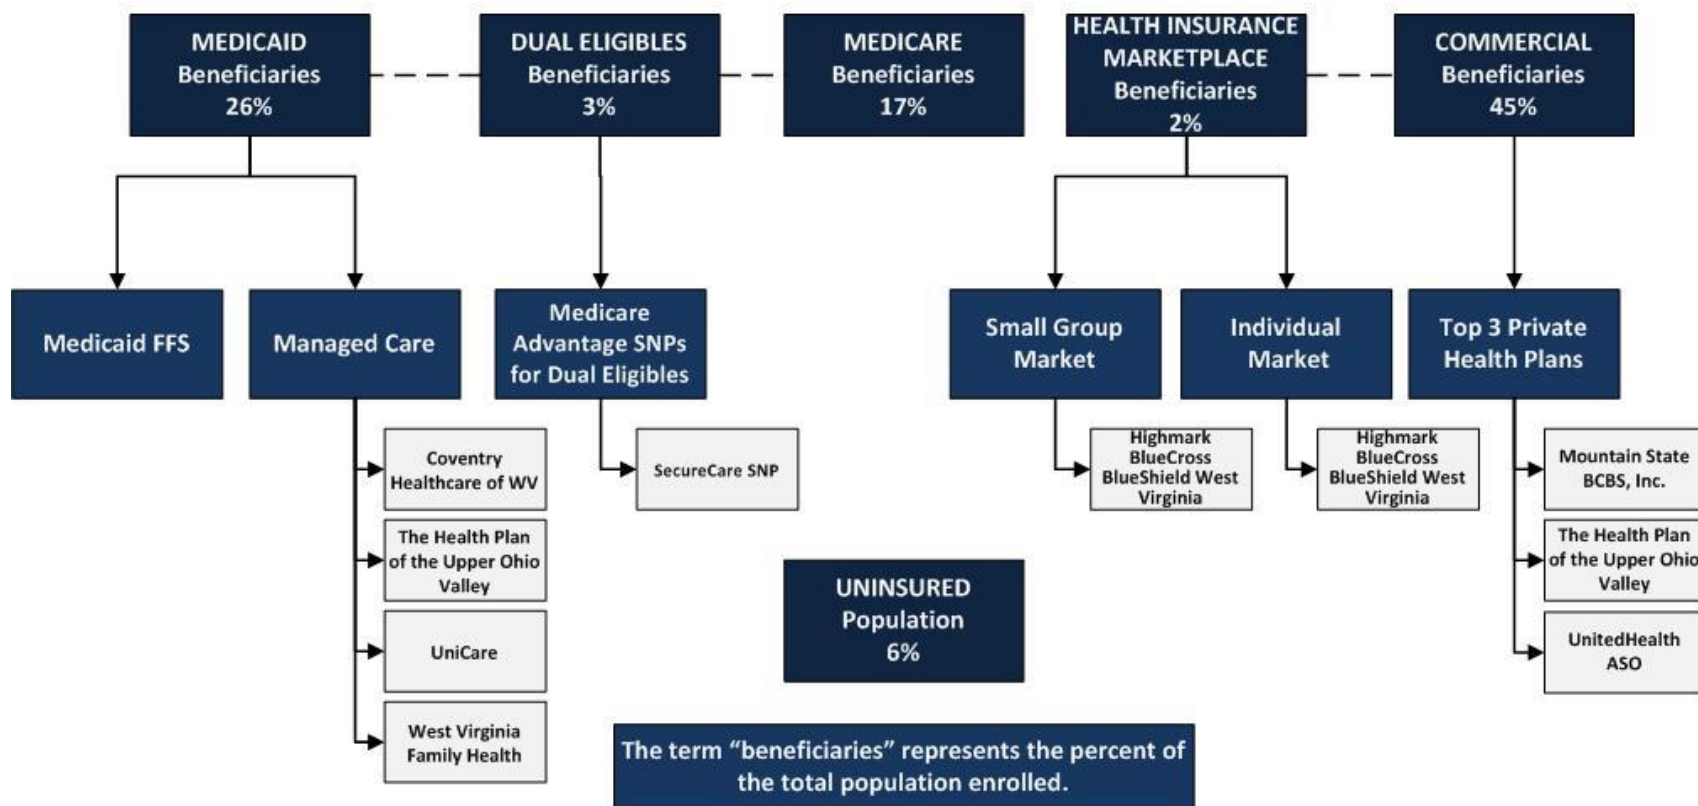 MEDICAID
Beneficiaries
26%
DUAL ELIGIBLES
Beneficiaries
3%
MEDICARE
Beneficiaries
17%
HEALTH INSURANCE
MARKETPLACE
Beneficiaries
2%
COMMERCIAL
Beneficiaries
45%
Medicaid FFS
Managed Care
Medicare
Advantage SNPs
for Dual Eligibles
Small Group
Market
Individual
Market
Top 3 Private
Health Plans
Coventry
Healthcare of WV
The Health Plan
of the Upper Ohio
Valley
UniCare
West Virginia
Family Health
SecureCare SNP
Highmark
BlueCross
BlueShield West
Virginia
Highmark
BlueCross
BlueShield West
Virginia
Mountain State
BCBS, Inc.
The Health Plan
of the Upper Ohio
Valley
UnitedHealth
ASO
UNINSURED
Population
6%
The term “beneficiaries” represents the percent of
the total population enrolled.